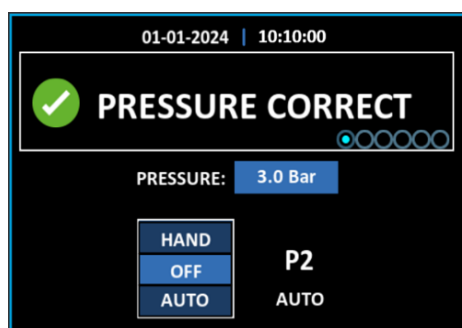 01-01-2024 | 10:10:00
PRESSURE CORRECT
PRESSURE: 3.0 Bar
HAND
OFF
AUTO
P2
AUTO